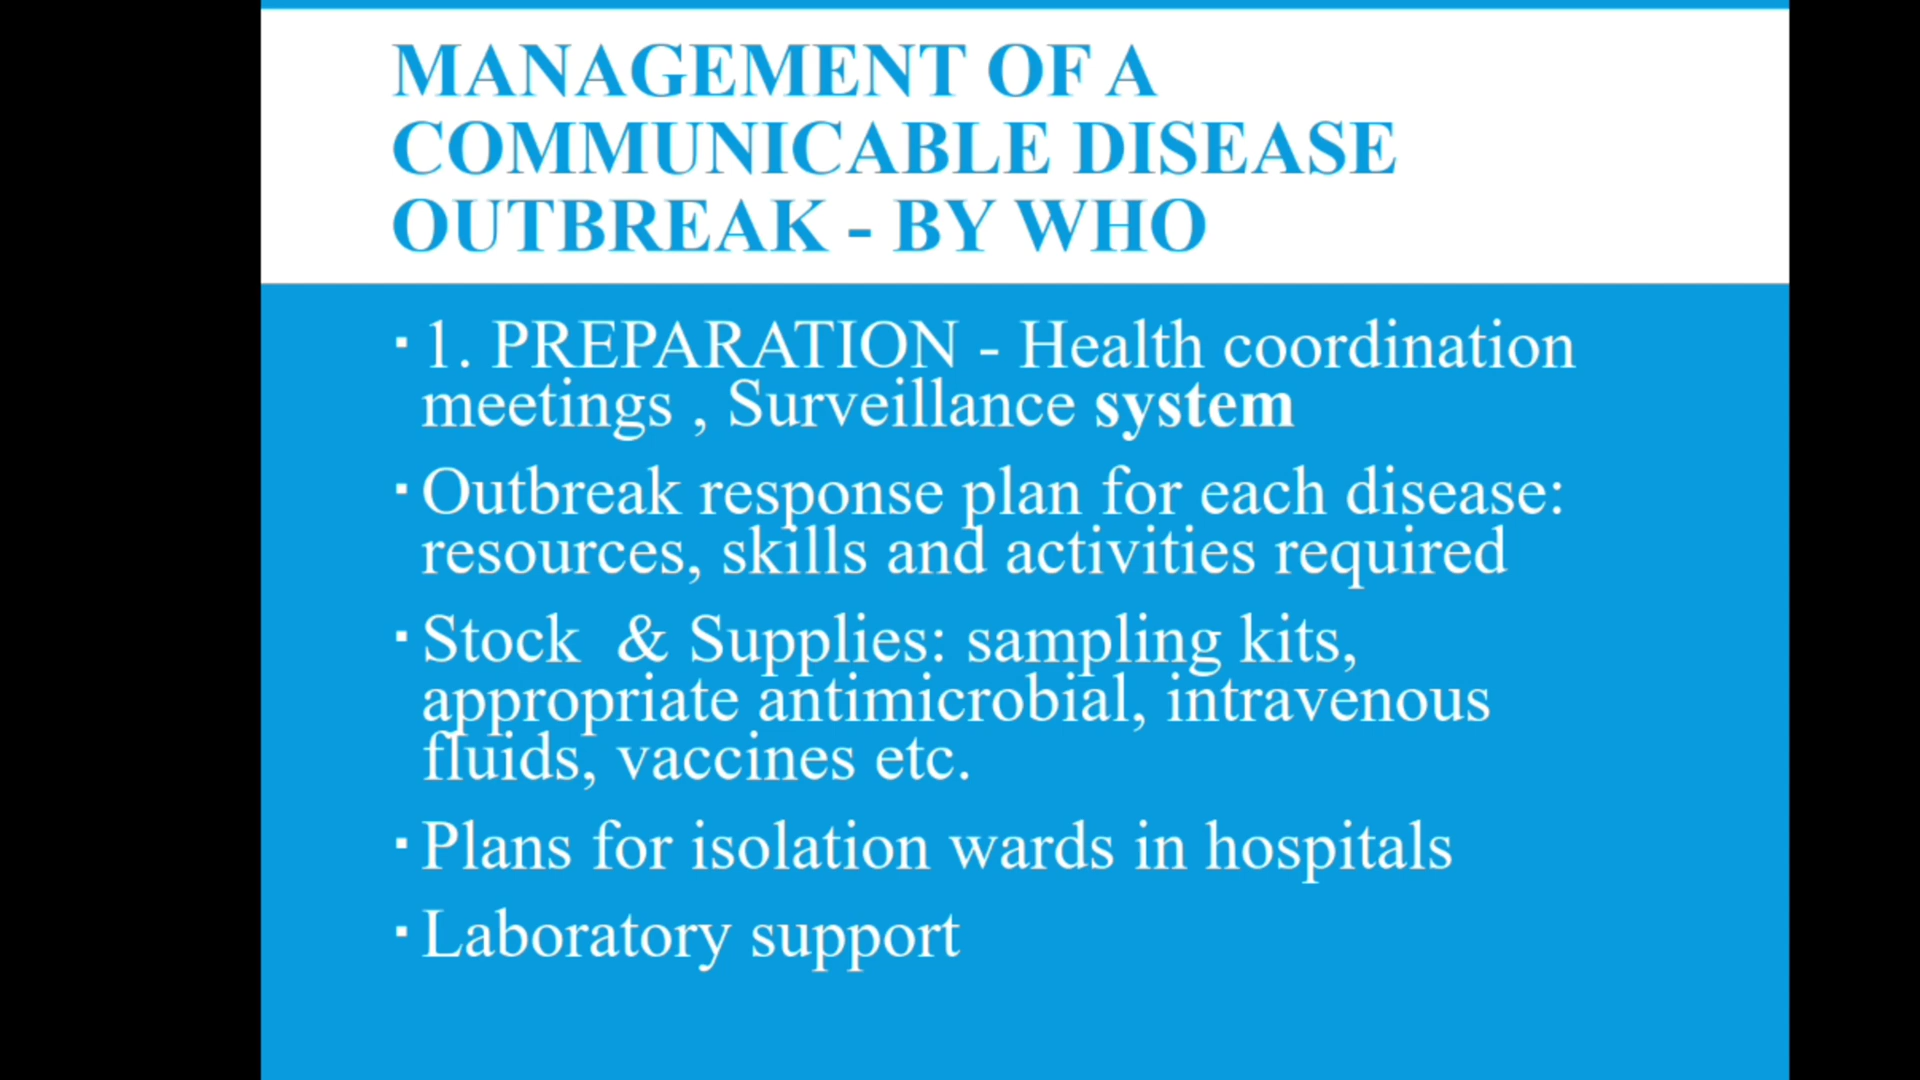 MANAGEMENT OF A
COMMUNICABLE DISEASE
OUTBREAK - BY WHO
▪ 1. PREPARATION - Health coordination
meetings , Surveillance system
▪ Outbreak response plan for each disease:
resources, skills and activities required
▪ Stock  & Supplies: sampling kits,
appropriate antimicrobial, intravenous
fluids, vaccines etc.
▪ Plans for isolation wards in hospitals
▪ Laboratory support